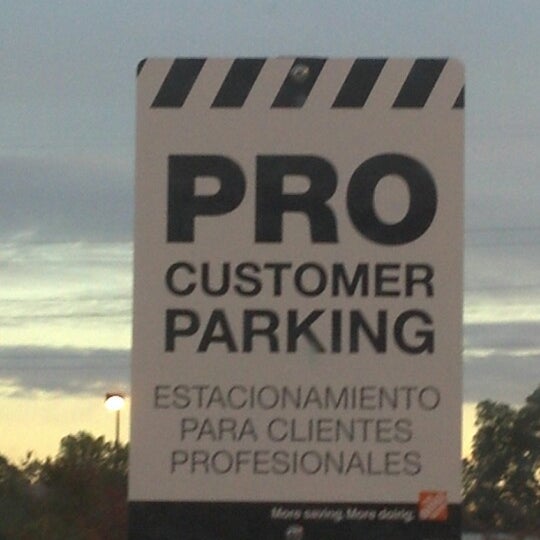 PRO
CUSTOMER
PARKING
ESTACIONAMIENTO
PARA CLIENTES
PROFESIONALES
More saving. More doing.